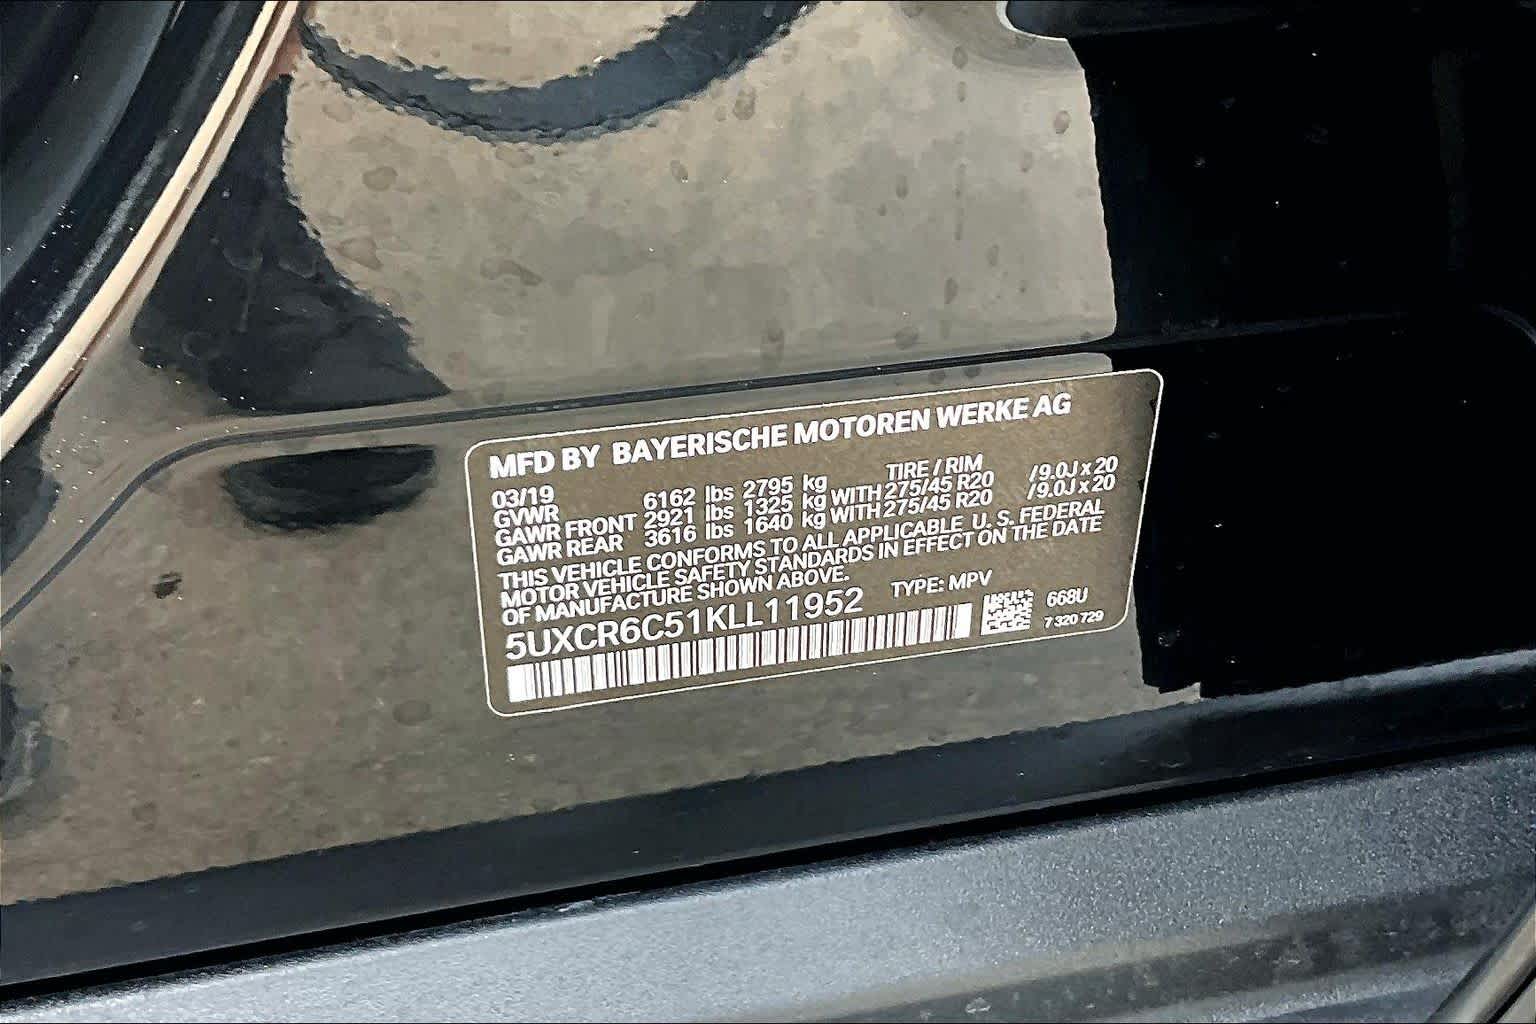 MFD BY BAYERISCHE MOTOREN WERKE AG
03/19 TIRE / RIM
GVWR 6162 lbs 2795 kg
GAWR FRONT 2921 lbs 1325 kg WITH 275/45 R20 /9.0J x 20
GAWR REAR 3616 lbs 1640 kg WITH 275/45 R20 /9.0J x 20
THIS VEHICLE CONFORMS TO ALL APPLICABLE U. S. FEDERAL
MOTOR VEHICLE SAFETY STANDARDS IN EFFECT ON THE DATE
OF MANUFACTURE SHOWN ABOVE.
TYPE: MPV
5UXCR6C51KLL11952
668U
7 320 729